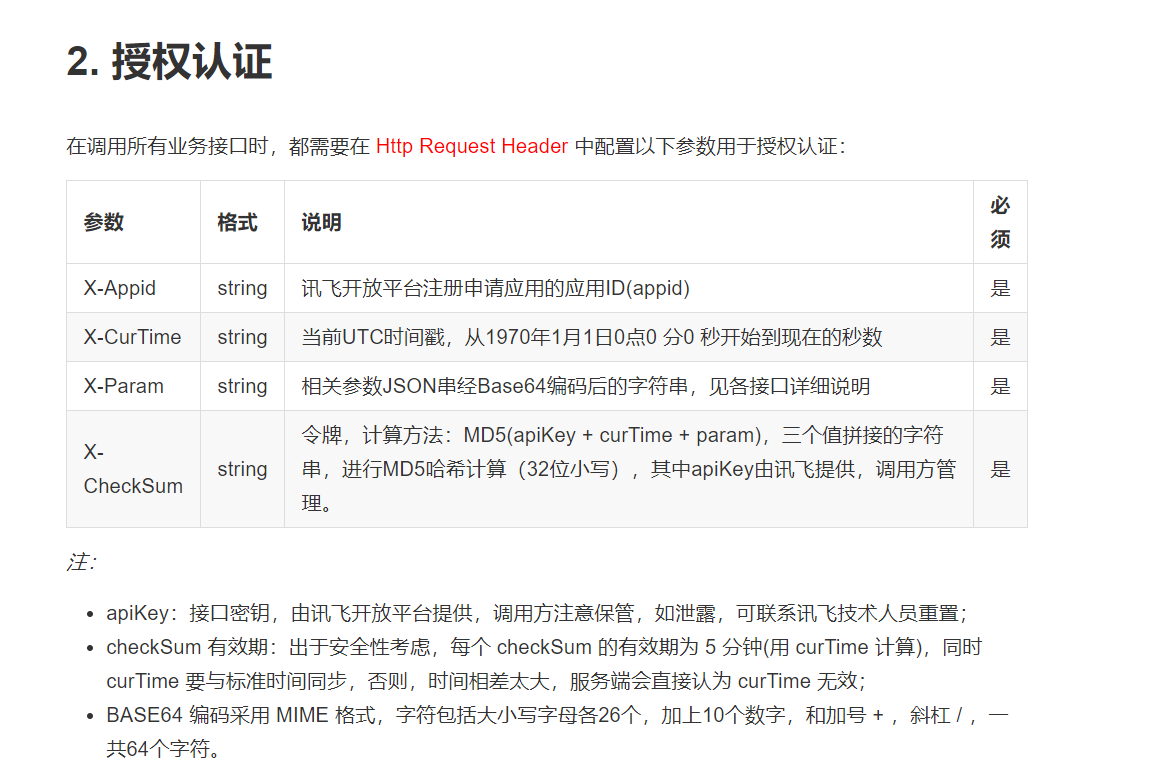 2. 授权认证
在调用所有业务接口时，都需要在 Http Request Header 中配置以下参数用于授权认证：
参数 格式 说明 必须
X-Appid string 讯飞开放平台注册申请应用的应用ID(appid) 是
X-CurTime string 当前UTC时间戳，从1970年1月1日0点0 分0 秒开始到现在的秒数 是
X-Param string 相关参数JSON串经Base64编码后的字符串，见各接口详细说明 是
X-CheckSum string 令牌，计算方法：MD5(apiKey + curTime + param)，三个值拼接的字符
串，进行MD5哈希计算（32位小写），其中apiKey由讯飞提供，调用方管
理。 是
注：
• apiKey：接口密钥，由讯飞开放平台提供，调用方注意保管，如泄露，可联系讯飞技术人员重置；
• checkSum 有效期：出于安全性考虑，每个 checkSum 的有效期为 5 分钟(用 curTime 计算)，同时
curTime 要与标准时间同步，否则，时间相差太大，服务端会直接认为 curTime 无效；
• BASE64 编码采用 MIME 格式，字符包括大小写字母各26个，加上10个数字，和加号 + ，斜杠 / ，一
共64个字符。